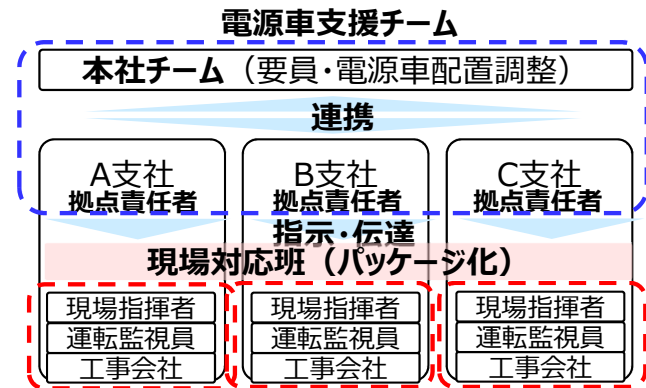 電源車支援チーム
本社チーム（要員・電源車配置調整）
連携
A支社
拠点責任者
B支社
拠点責任者
C支社
拠点責任者
指示・伝達
現場対応班（パッケージ化）
現場指揮者
運転監視員
工事会社
現場指揮者
運転監視員
工事会社
現場指揮者
運転監視員
工事会社